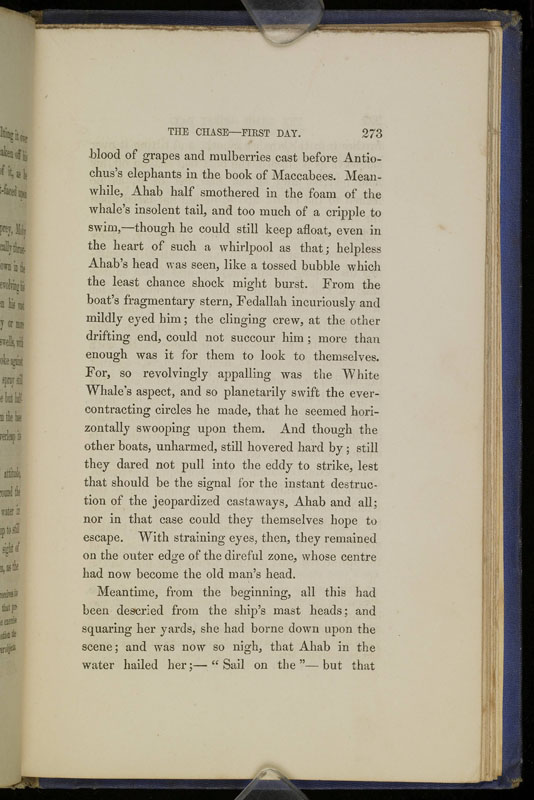 THE CHASE—FIRST DAY. 273
blood of grapes and mulberries cast before Antio-
chus's elephants in the book of Maccabees. Mean-
while, Ahab half smothered in the foam of the
whale's insolent tail, and too much of a cripple to
swim,—though he could still keep afloat, even in
the heart of such a whirlpool as that; helpless
Ahab's head was seen, like a tossed bubble which
the least chance shock might burst. From the
boat's fragmentary stern, Fedallah incuriously and
mildly eyed him; the clinging crew, at the other
drifting end, could not succour him; more than
enough was it for them to look to themselves.
For, so revolvingly appalling was the White
Whale's aspect, and so planetarily swift the ever-
contracting circles he made, that he seemed hori-
zontally swooping upon them. And though the
other boats, unharmed, still hovered hard by; still
they dared not pull into the eddy to strike, lest
that should be the signal for the instant destruc-
tion of the jeopardized castaways, Ahab and all;
nor in that case could they themselves hope to
escape. With straining eyes, then, they remained
on the outer edge of the direful zone, whose centre
had now become the old man's head.
Meantime, from the beginning, all this had
been descried from the ship's mast heads; and
squaring her yards, she had borne down upon the
scene; and was now so nigh, that Ahab in the
water hailed her;— "Sail on the"— but that